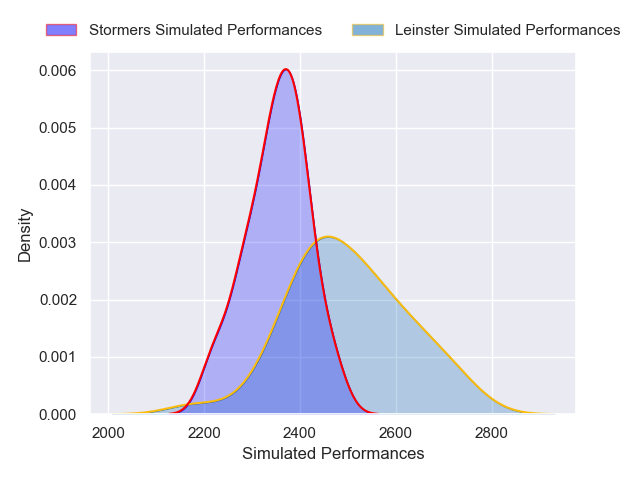 Stormers Simulated Performances
Leinster Simulated Performances
0.006
0.005
0.004
0.003
0.002
0.001
0.000
Density
2000 2200 2400 2600 2800
Simulated Performances